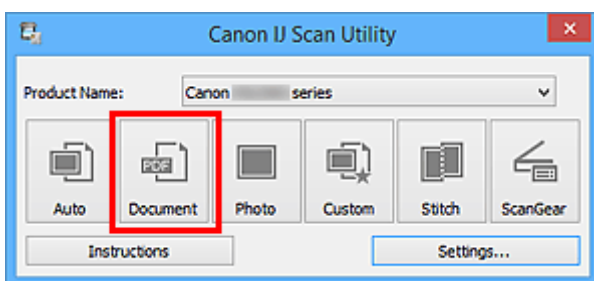 Canon IJ Scan Utility
Product Name: Canon series
PDF
Auto Document Photo Custom Stitch ScanGear
Instructions Settings...